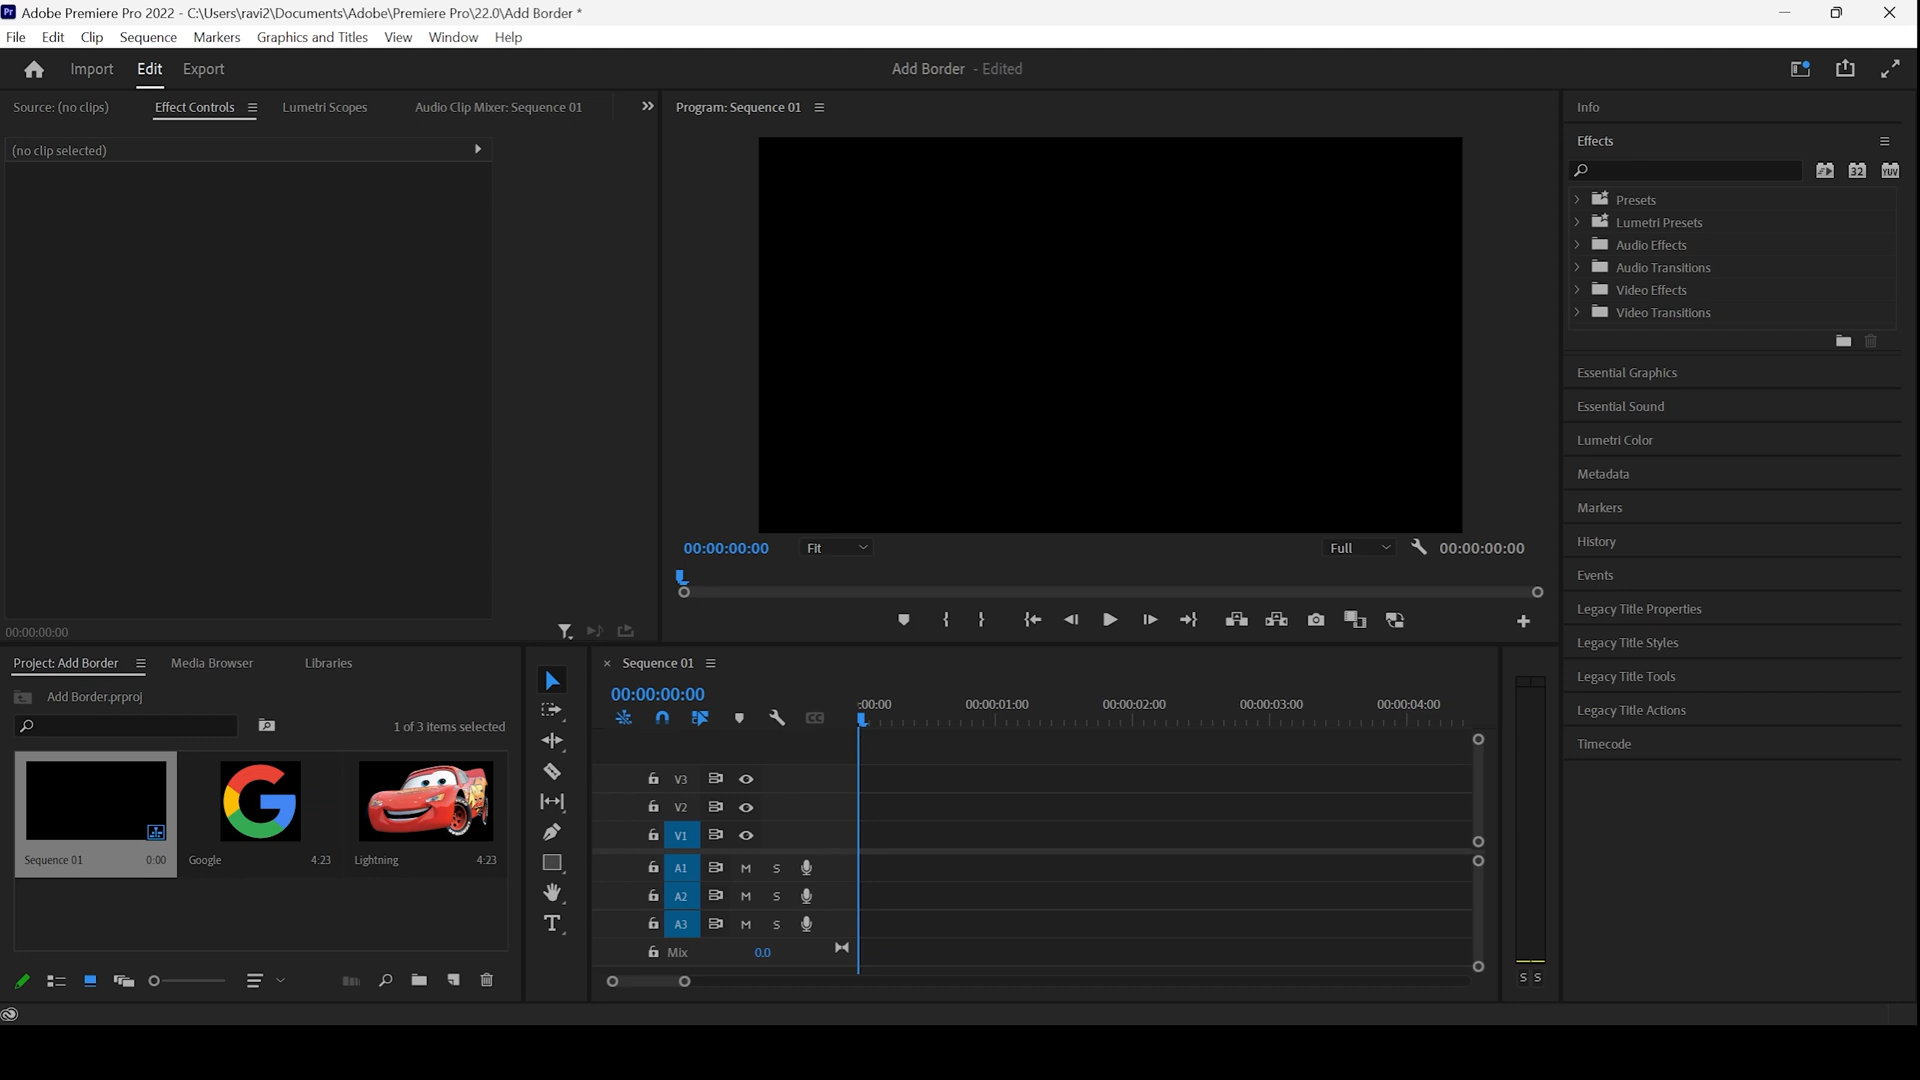 Pr Adobe Premiere Pro 2022 - C:\Users\ravi2\Documents\Adobe\Premiere Pro\22.0\Add Border *
File Edit Clip Sequence Markers Graphics and Titles View Window Help
Import Edit Export Add Border - Edited
Source: (no clips) Effect Controls Lumetri Scopes Audio Clip Mixer: Sequence 01
(no clip selected)
00:00:00:00
Program: Sequence 01
00:00:00:00 Fit Full 00:00:00:00
Info
Effects
32 YUV
Presets
Lumetri Presets
Audio Effects
Audio Transitions
Video Effects
Video Transitions
Essential Graphics
Essential Sound
Lumetri Color
Metadata
Markers
History
Events
Legacy Title Properties
Legacy Title Styles
Legacy Title Tools
Legacy Title Actions
Timecode
Project: Add Border Media Browser Libraries
Add Border.prproj
1 of 3 items selected
Sequence 01 0:00 Google 4:23 Lightning 4:23
Sequence 01
00:00:00:00
:00:00 00:00:01:00 00:00:02:00 00:00:03:00 00:00:04:00
CC
V3
V2
V1
A1 M S
A2 M S
A3 M S
Mix 0.0
S S